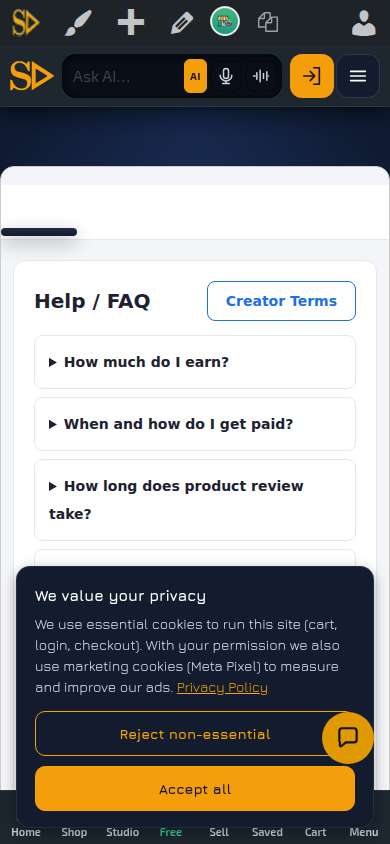 SD
SD
Ask AI...
AI
Help / FAQ
Creator Terms
How much do I earn?
When and how do I get paid?
How long does product review
take?
We value your privacy
We use essential cookies to run this site (cart,
login, checkout). With your permission we also
use marketing cookies (Meta Pixel) to measure
and improve our ads. Privacy Policy
Reject non-essential
Accept all
Home Shop Studio Free Sell Saved Cart Menu